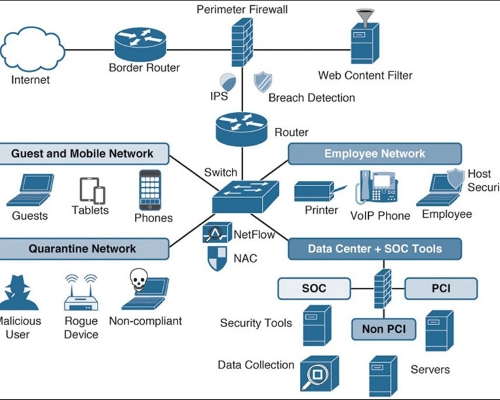 Perimeter Firewall
Internet
Border Router
Web Content Filter
IPS
Breach Detection
Router
Switch
Guest and Mobile Network
Employee Network
Host
Securi
Guests
Tablets
Phones
Printer
VoIP Phone
Employee
NetFlow
NAC
Quarantine Network
Data Center + SOC Tools
Malicious
User
Rogue
Device
Non-compliant
SOC
PCI
Non PCI
Security Tools
Data Collection
Servers